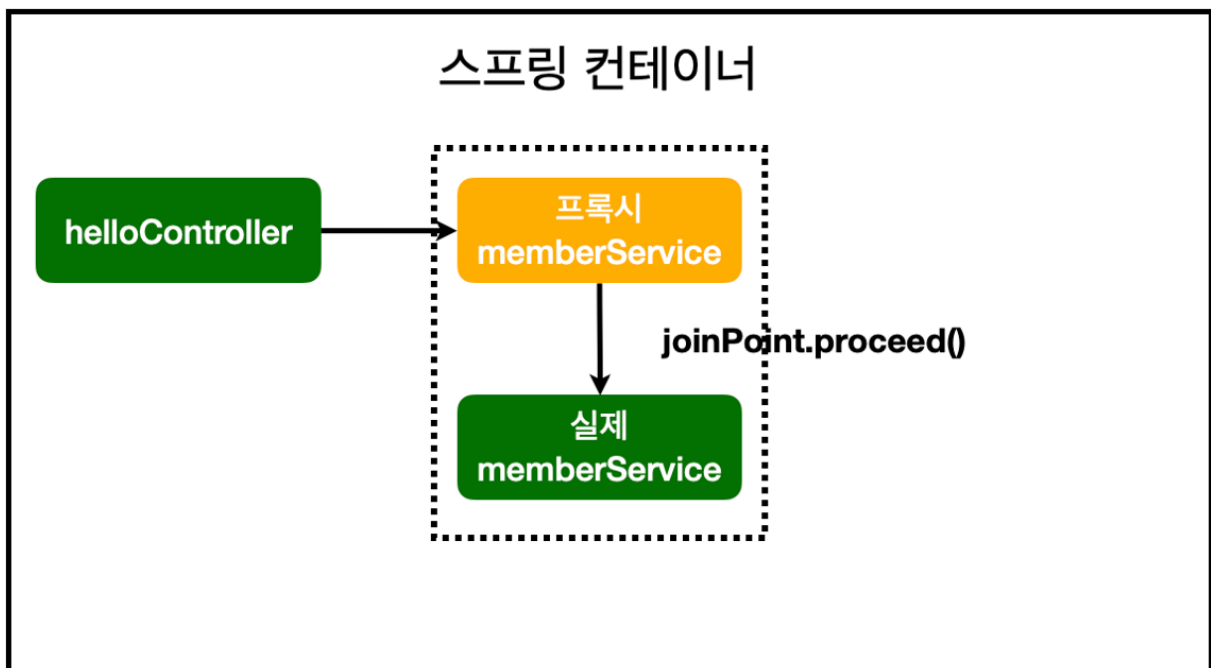 스프링 컨테이너
helloController
프록시
memberService
joinPoint.proceed()
실제
memberService